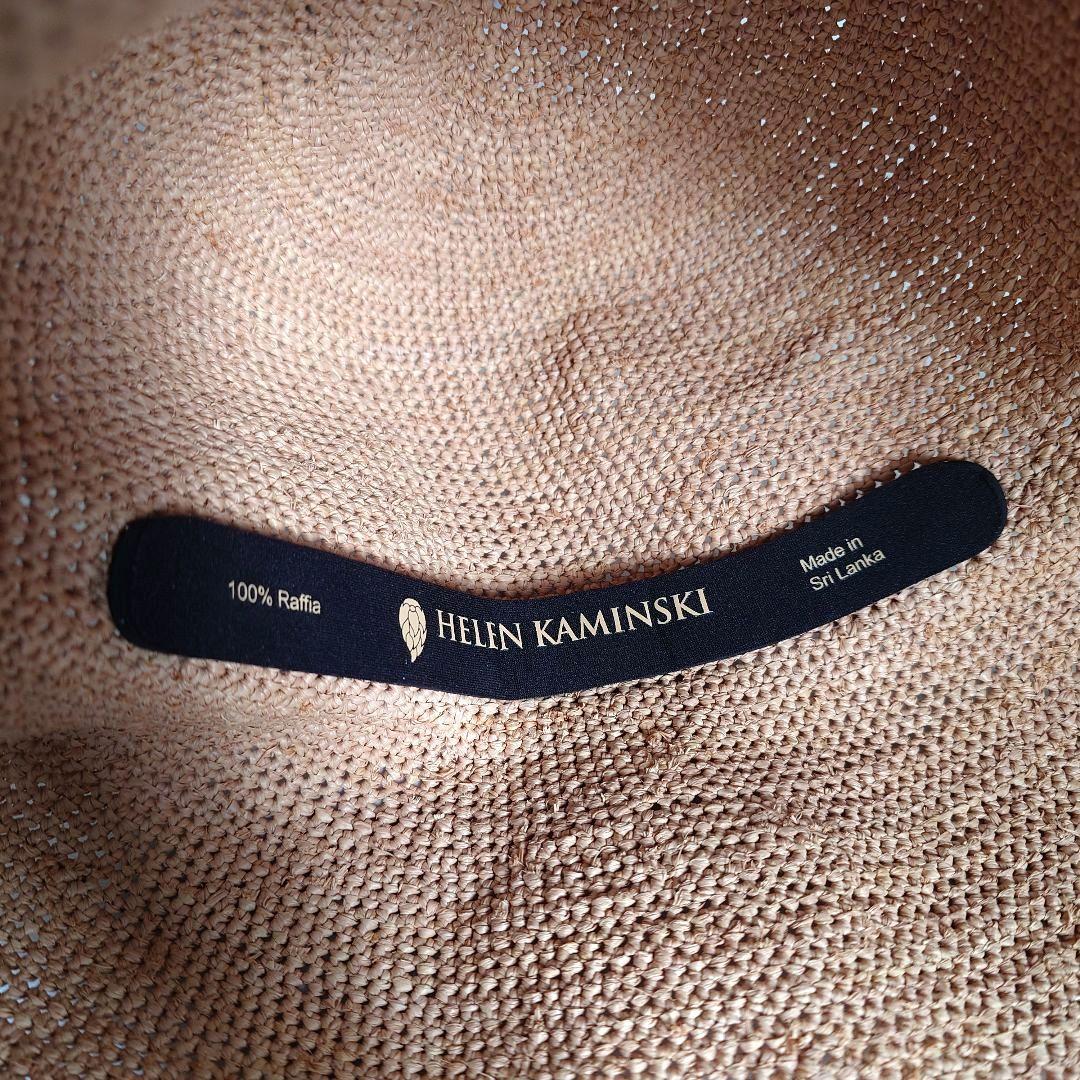 100% Raffia
HELEN KAMINSKI
Made in
Sri Lanka